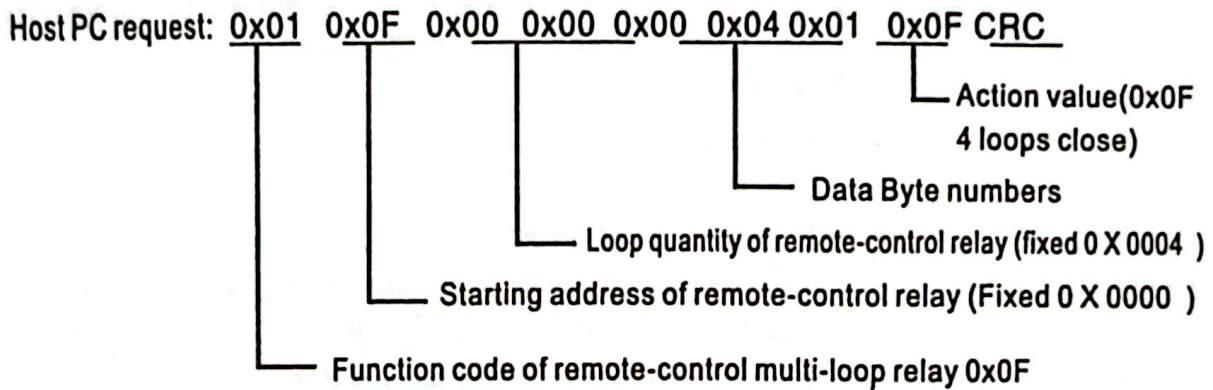 Host PC request: 0x01 0x0F 0x00 0x00 0x00 0x04 0x01 0x0F CRC
Action value(0x0F
4 loops close)
Data Byte numbers
Loop quantity of remote-control relay (fixed 0 X 0004 )
Starting address of remote-control relay (Fixed 0 X 0000 )
Function code of remote-control multi-loop relay 0x0F